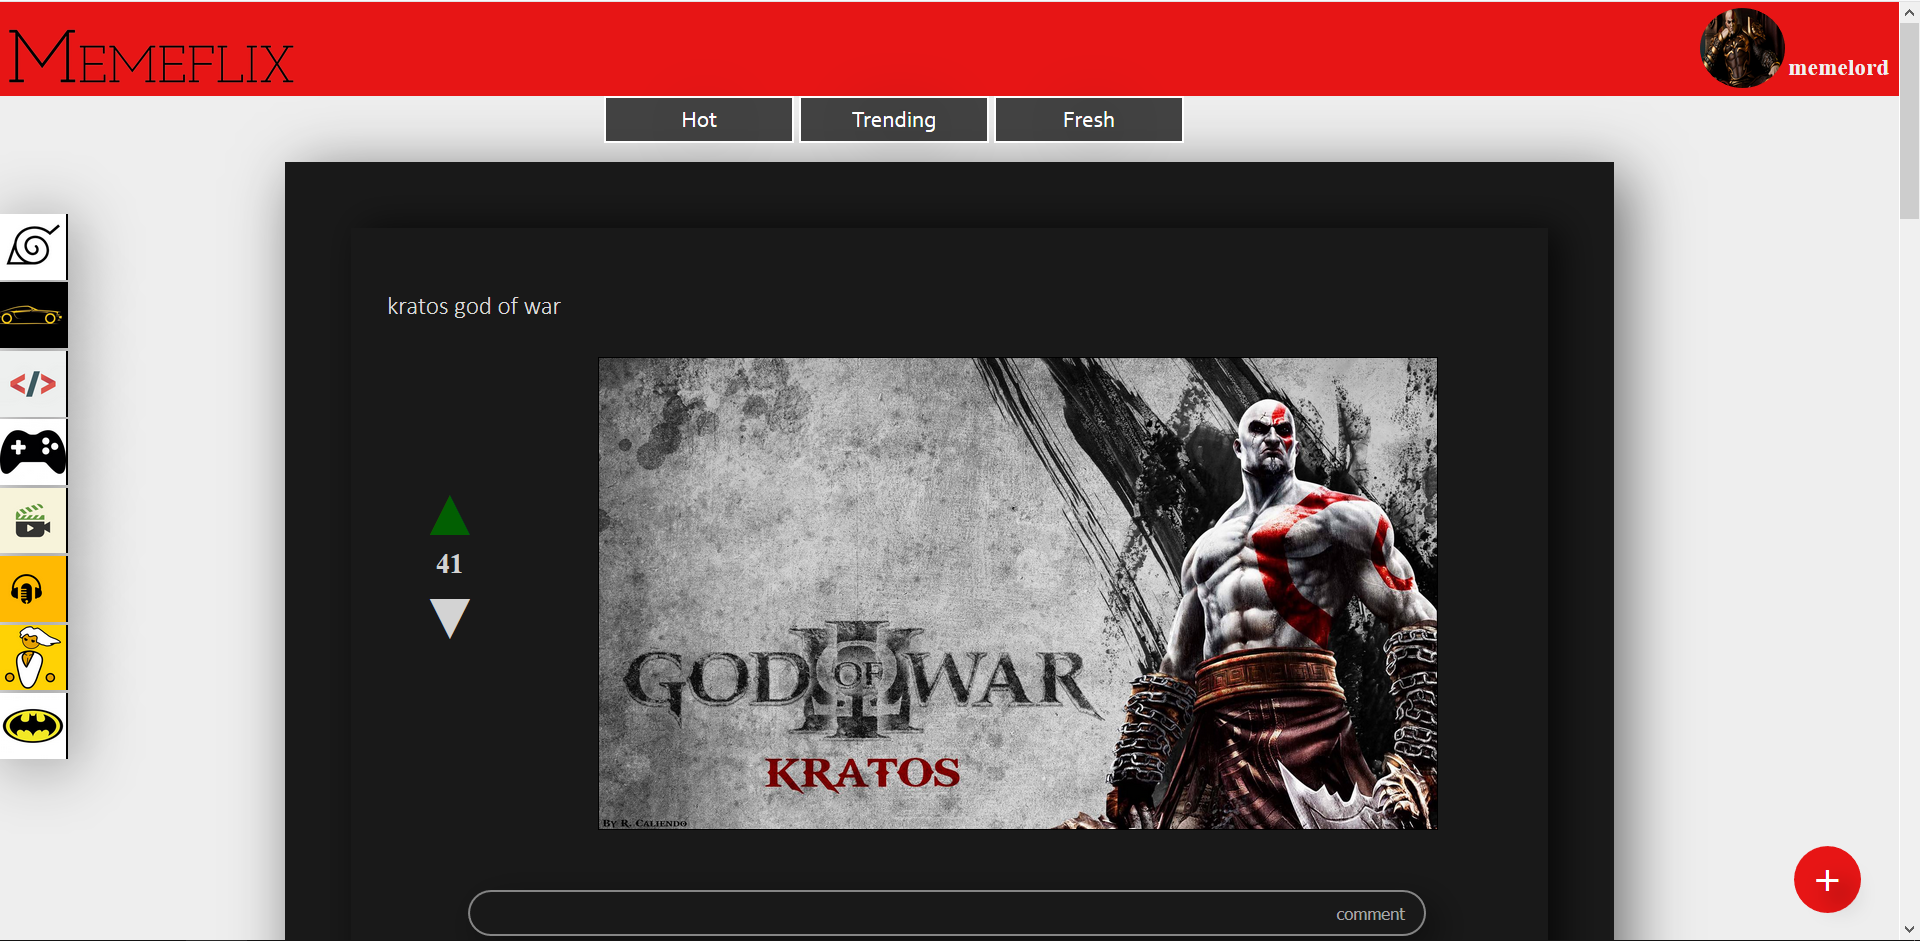 MEMEFLIX
memelord
Hot
Trending
Fresh
kratos god of war
41
GOD OF WAR
III
KRATOS
BY R. CALIENDO
comment
+